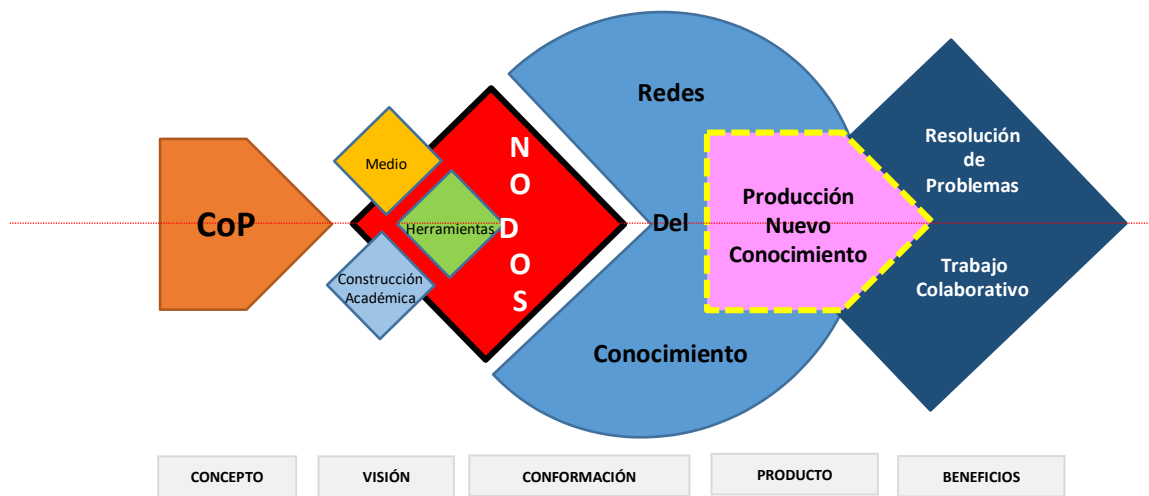 CoP
Medio
Herramientas
Construcción
Académica
N
O
D
O
S
Redes
Del
Conocimiento
Producción
Nuevo
Conocimiento
Resolución
de
Problemas
Trabajo
Colaborativo
CONCEPTO
VISIÓN
CONFORMACIÓN
PRODUCTO
BENEFICIOS